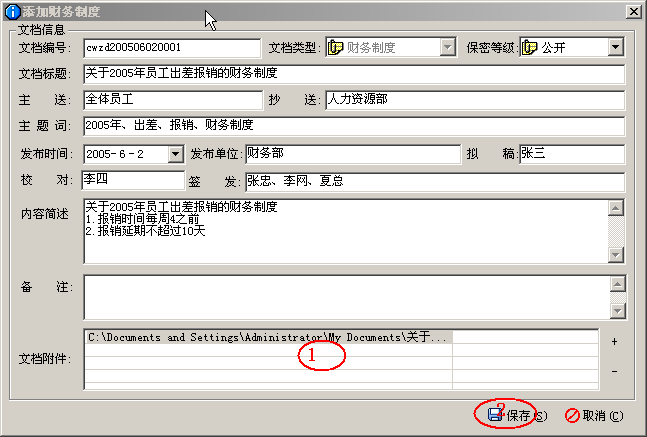 添加财务制度
文档信息
文档编号: cwzd200506020001 文档类型: 财务制度 保密等级: 公开
文档标题: 关于2005年员工出差报销的财务制度
主 送: 全体员工 抄 送: 人力资源部
主 题 词: 2005年、出差、报销、财务制度
发布时间: 2005-6-2 发布单位: 财务部 拟 稿: 张三
校 对: 李四 签 发: 张忠、李网、夏总
内容简述 关于2005年员工出差报销的财务制度
1.报销时间每周4之前
2.报销延期不超过10天
备 注:
文档附件: C:\Documents and Settings\Administrator\My Documents\关于...
+
1
-
2
保存(S) 取消(C)